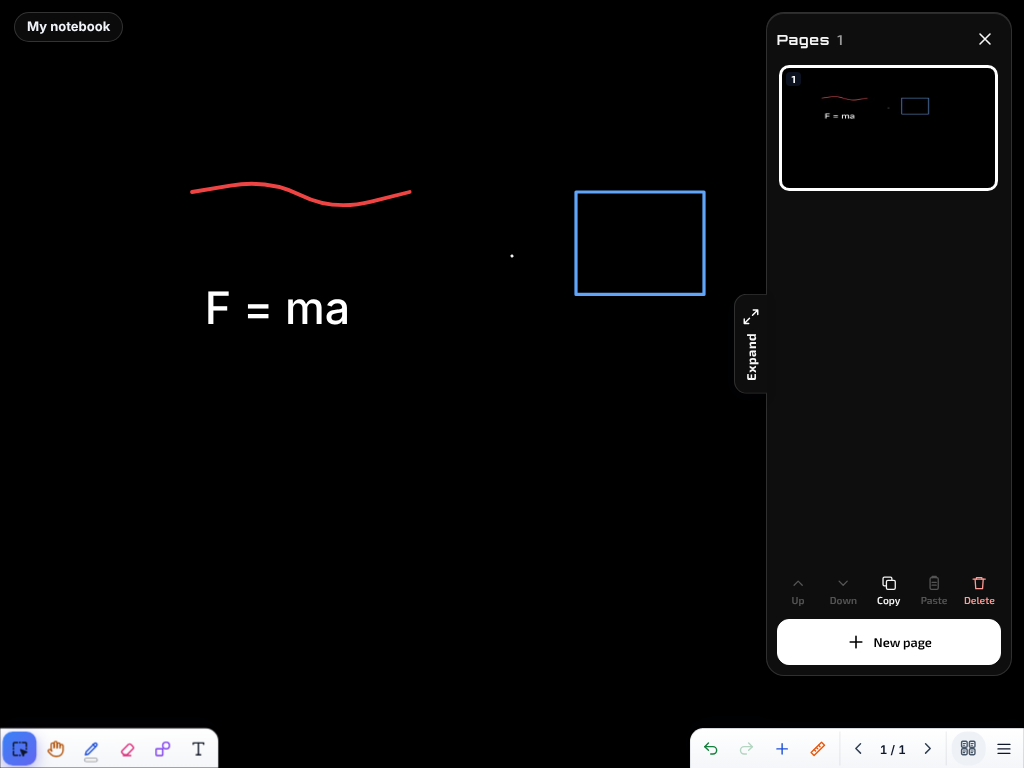 My notebook
Pages 1
1
F = ma
F = ma
Expand
Up Down Copy Paste Delete
New page
T
1 / 1